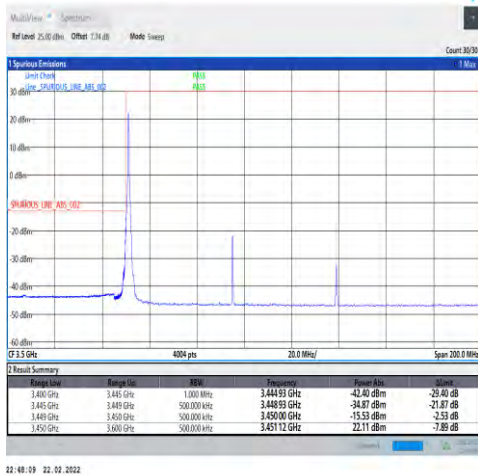 MultiView Spectrum
Ref Level 25.00 dBm Offset 7.74 dB Mode Sweep
Count 30/30
1 Spurious Emissions 1 Max
Limit Check PASS
Line _SPURIOUS_LINE_ABS_002 PASS
30 dBm
20 dBm
10 dBm
0 dBm
_SPURIOUS_LINE_ABS_002
-20 dBm
-30 dBm
-40 dBm
-50 dBm
-60 dBm
CF 3.5 GHz 4004 pts 20.0 MHz/ Span 200.0 MHz
2 Result Summary
Range Low Range Up RBW Frequency Power Abs ΔLimit
3.400 GHz 3.445 GHz 1.000 MHz 3.44493 GHz -42.40 dBm -29.40 dB
3.445 GHz 3.449 GHz 500.000 kHz 3.44893 GHz -34.87 dBm -21.87 dB
3.449 GHz 3.450 GHz 500.000 kHz 3.45000 GHz -15.53 dBm -2.53 dB
3.450 GHz 3.600 GHz 500.000 kHz 3.45112 GHz 22.11 dBm -7.89 dB
22:48:09 22.02.2022